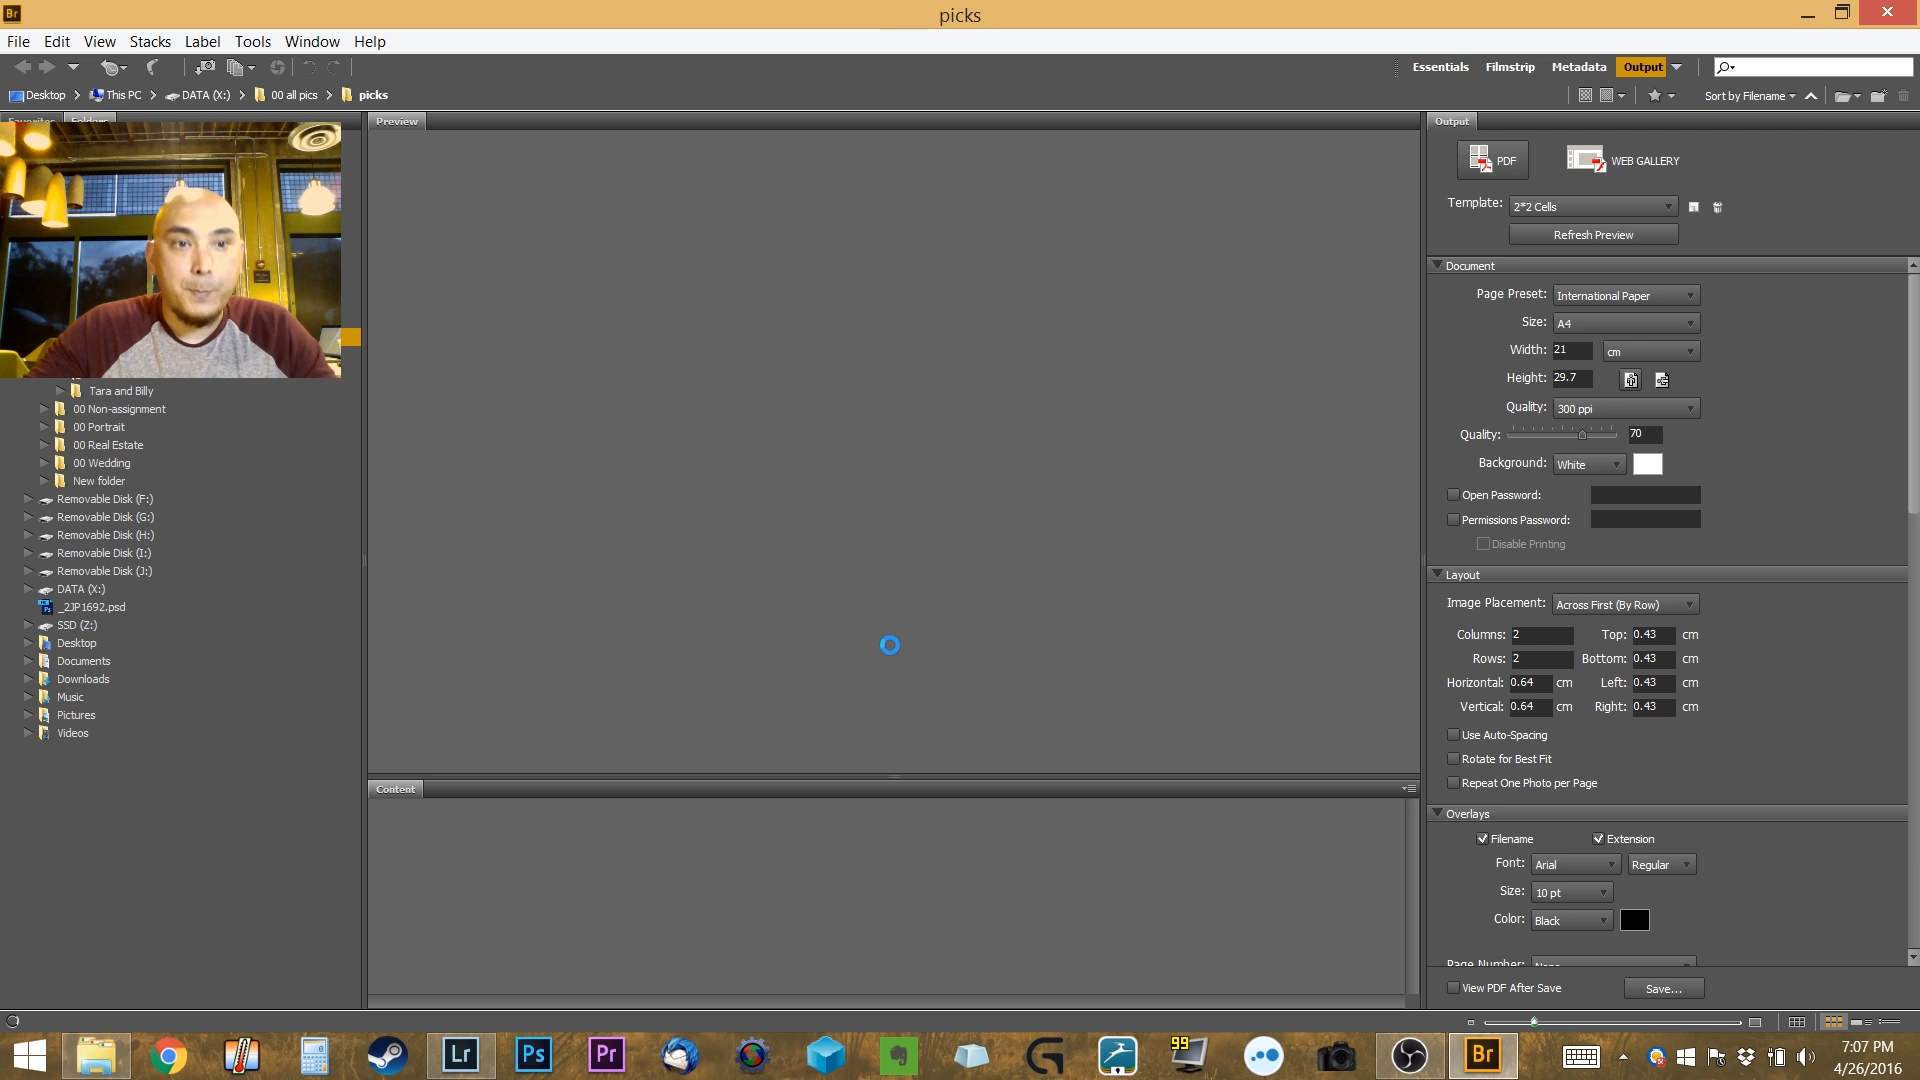 Br
picks
File Edit View Stacks Label Tools Window Help
Essentials Filmstrip Metadata Output
Desktop This PC DATA (X:) 00 all pics picks
Sort by Filename
Preview
Output
PDF
WEB GALLERY
Template: 2*2 Cells
Refresh Preview
Document
Page Preset: International Paper
Size: A4
Width: 21 cm
Height: 29.7
Quality: 300 ppi
Quality: 70
Background: White
Open Password:
Permissions Password:
Disable Printing
Layout
Image Placement: Across First (By Row)
Columns: 2 Top: 0.43 cm
Rows: 2 Bottom: 0.43 cm
Horizontal: 0.64 cm Left: 0.43 cm
Vertical: 0.64 cm Right: 0.43 cm
Use Auto-Spacing
Rotate for Best Fit
Repeat One Photo per Page
Overlays
Filename Extension
Font: Arial Regular
Size: 10 pt
Color: Black
View PDF After Save Save...
Tara and Billy
00 Non-assignment
00 Portrait
00 Real Estate
00 Wedding
New folder
Removable Disk (F:)
Removable Disk (G:)
Removable Disk (H:)
Removable Disk (I:)
Removable Disk (J:)
DATA (X:)
_2JP1692.psd
SSD (Z:)
Desktop
Documents
Downloads
Music
Pictures
Videos
Content
Lr Ps Pr 99 Br
7:07 PM
4/26/2016